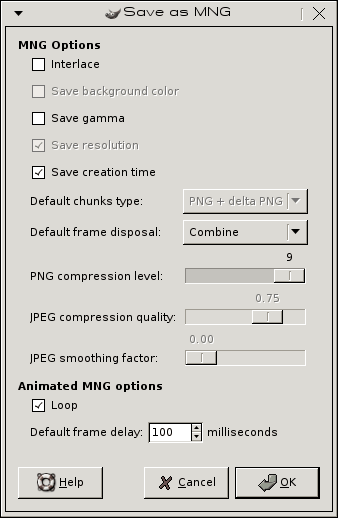 Save as MNG
MNG Options
Interlace
Save background color
Save gamma
Save resolution
Save creation time
Default chunks type: PNG + delta PNG
Default frame disposal: Combine
9
PNG compression level:
0.75
JPEG compression quality:
0.00
JPEG smoothing factor:
Animated MNG options
Loop
Default frame delay: 100 milliseconds
Help Cancel OK